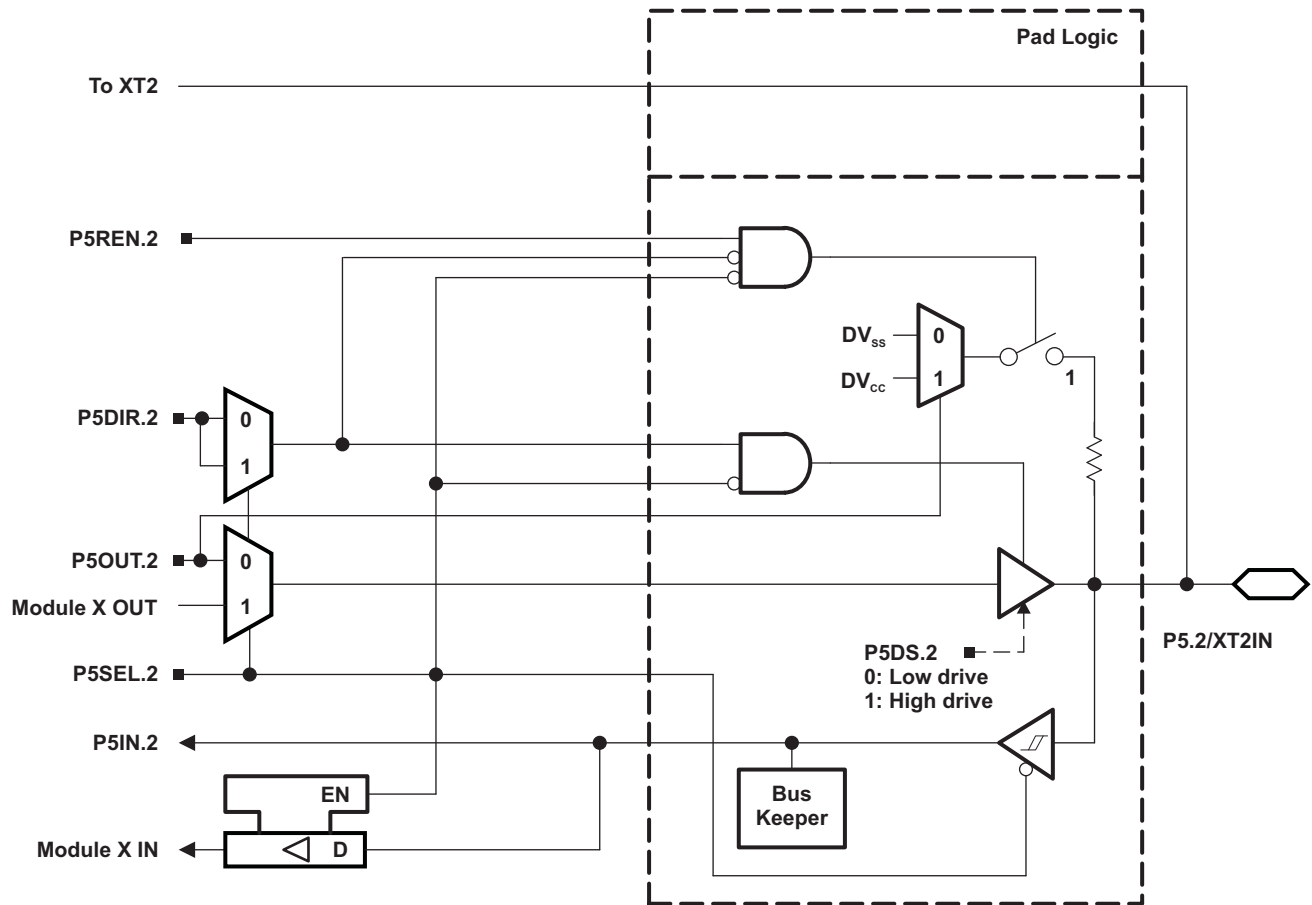 Pad Logic
To XT2
P5REN.2
DVss
0
DVcc
1
1
P5DIR.2
0
1
P5OUT.2
0
Module X OUT
1
P5DS.2
0: Low drive
1: High drive
P5.2/XT2IN
P5SEL.2
P5IN.2
Bus
Keeper
EN
Module X IN
D